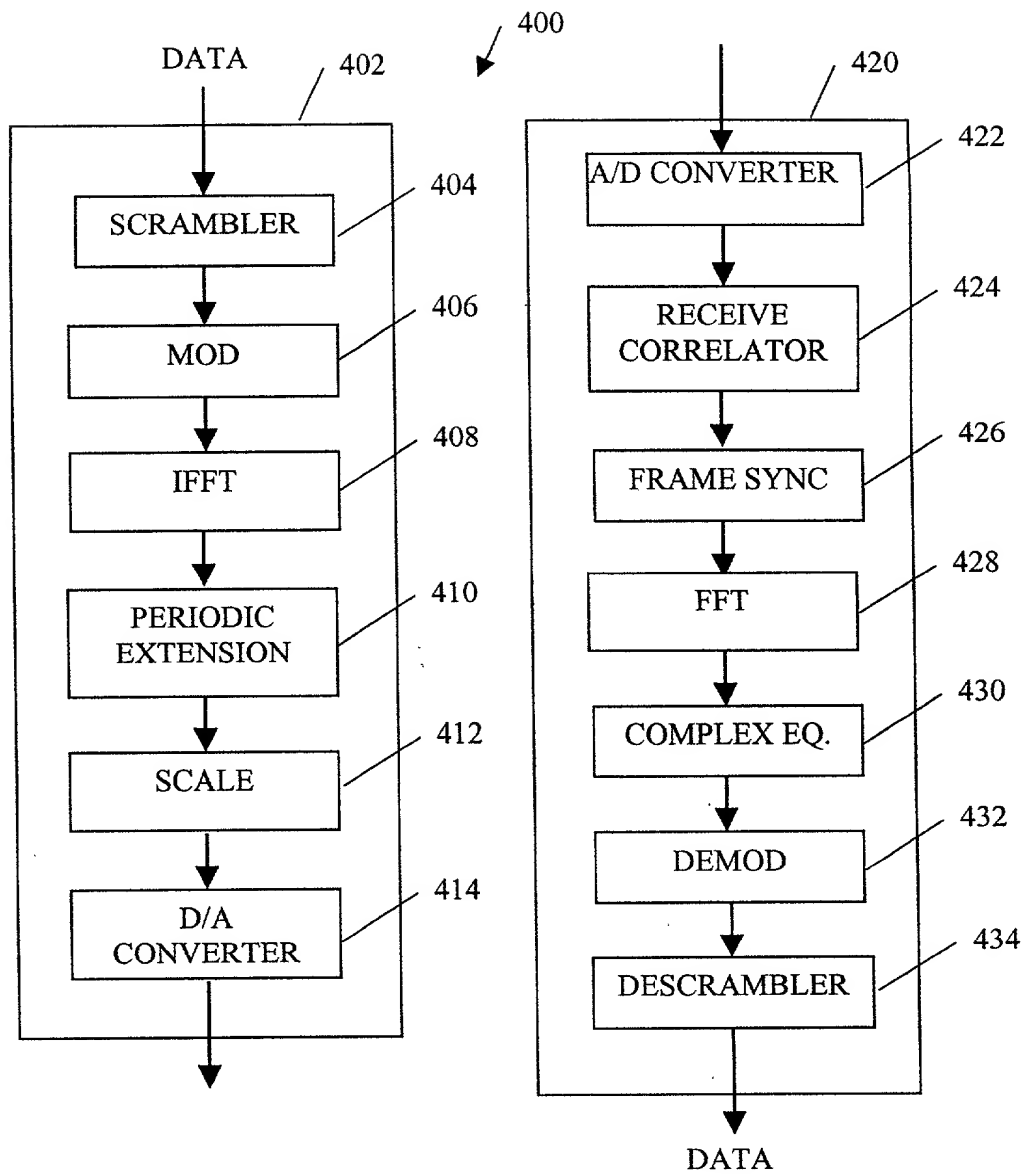 400
DATA
402
SCRAMBLER
404
MOD
406
IFFT
408
PERIODIC
EXTENSION
410
SCALE
412
D/A
CONVERTER
414
420
A/D CONVERTER
422
RECEIVE
CORRELATOR
424
FRAME SYNC
426
FFT
428
COMPLEX EQ.
430
DEMOD
432
DESCRAMBLER
434
DATA